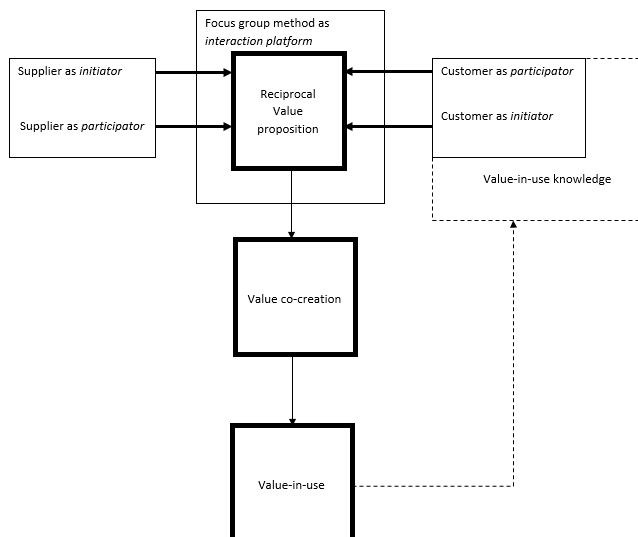 Focus group method as
interaction platform
Supplier as initiator
Supplier as participator
Reciprocal
Value
proposition
Customer as participator
Customer as initiator
Value-in-use knowledge
Value co-creation
Value-in-use